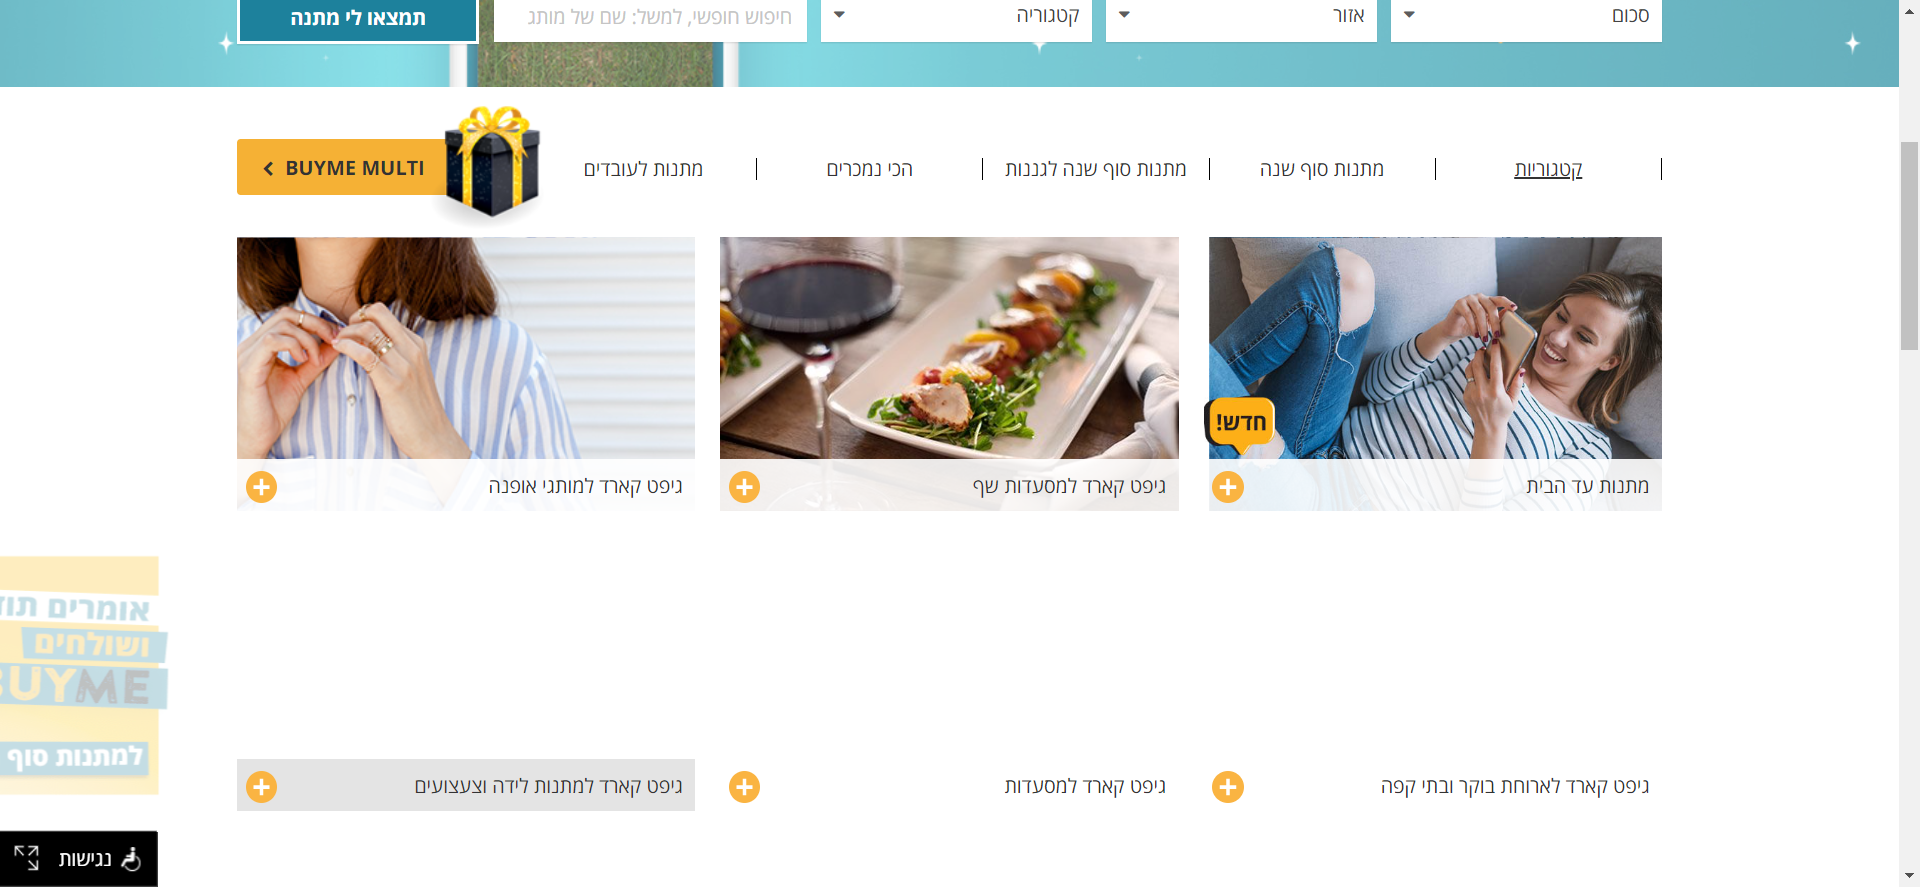 סכום
אזור
קטגוריה
חיפוש חופשי, למשל: שם של מותג
תמצאו לי מתנה
קטגוריות
מתנות סוף שנה
מתנות סוף שנה לגננות
הכי נמכרים
מתנות לעובדים
BUYME MULTI
חדש!
מתנות עד הבית
גיפט קארד למסעדות שף
גיפט קארד למותגי אופנה
אומרים תוד
ושולחים
BUYME
למתנות סוף
גיפט קארד לארוחת בוקר ובתי קפה
גיפט קארד למסעדות
גיפט קארד למתנות לידה וצעצועים
נגישות